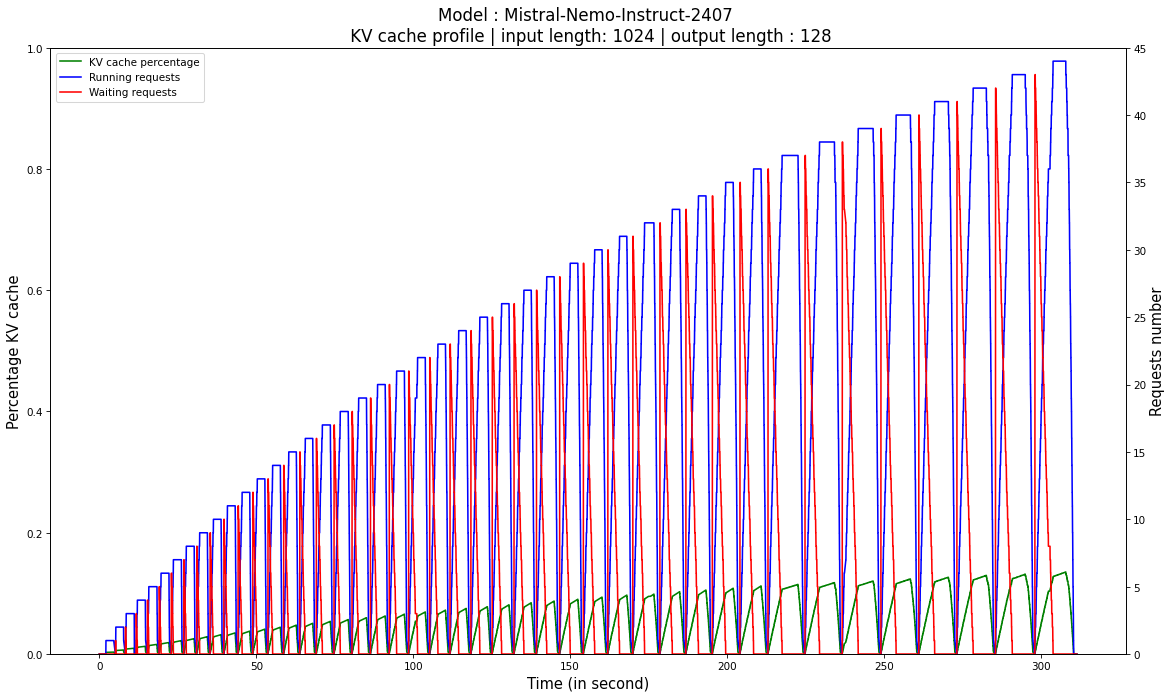 Model : Mistral-Nemo-Instruct-2407
KV cache profile | input length: 1024 | output length : 128
KV cache percentage
Running requests
Waiting requests
Percentage KV cache
1.0
0.8
0.6
0.4
0.2
0.0
0
50
100
150
200
250
300
Time (in second)
45
40
35
30
25
20
15
10
5
0
Requests number